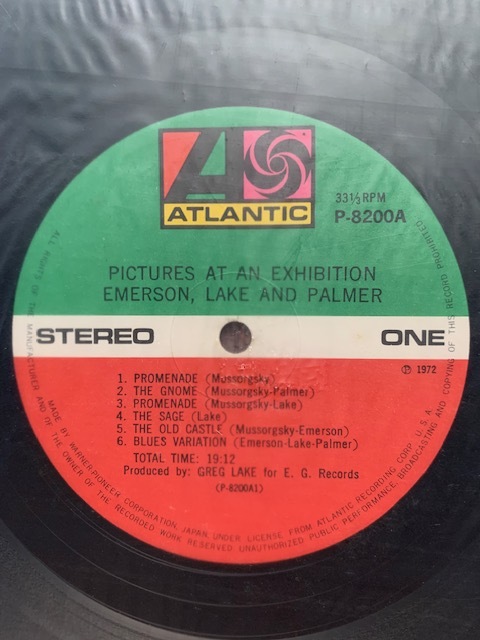 ATLANTIC
33⅓ RPM
P-8200A
PICTURES AT AN EXHIBITION
EMERSON, LAKE AND PALMER
STEREO
ONE
Ⓟ 1972
1. PROMENADE (Mussorgsky)
2. THE GNOME (Mussorgsky-Palmer)
3. PROMENADE (Mussorgsky-Lake)
4. THE SAGE (Lake)
5. THE OLD CASTLE (Mussorgsky-Emerson)
6. BLUES VARIATION (Emerson-Lake-Palmer)
TOTAL TIME: 19:12
Produced by: GREG LAKE for E. G. Records
(P-8200A1)
MADE BY WARNER-PIONEER CORPORATION, JAPAN UNDER LICENSE FROM ATLANTIC RECORDING CORP. U.S.A.
ALL RIGHTS OF THE MANUFACTURER AND OF THE OWNER OF THE RECORDED WORK RESERVED UNAUTHORIZED PUBLIC PERFORMANCE, BROADCASTING AND COPYING OF THIS RECORD PROHIBITED